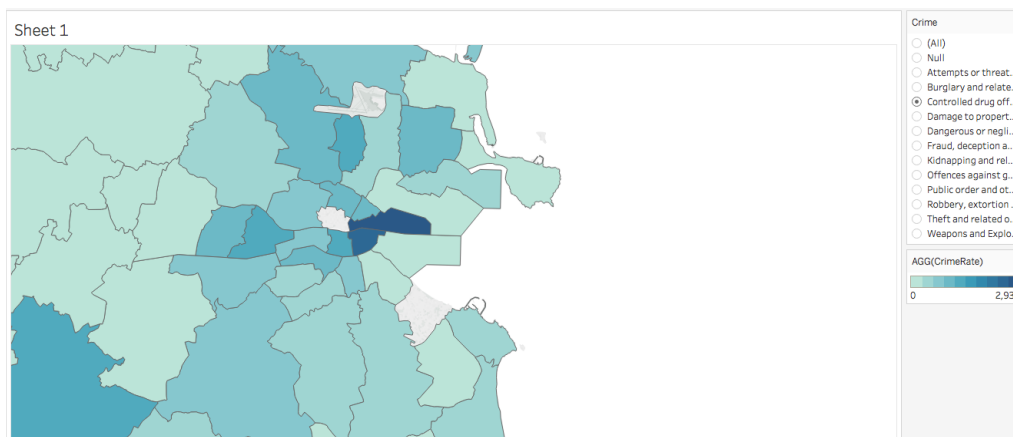 Sheet 1
Crime
(All)
Null
Attempts or threat..
Burglary and relate..
Controlled drug off..
Damage to propert..
Dangerous or negli..
Fraud, deception a..
Kidnapping and rel..
Offences against g..
Public order and ot..
Robbery, extortion ..
Theft and related o..
Weapons and Explo..
AGG(CrimeRate)
0 2,93